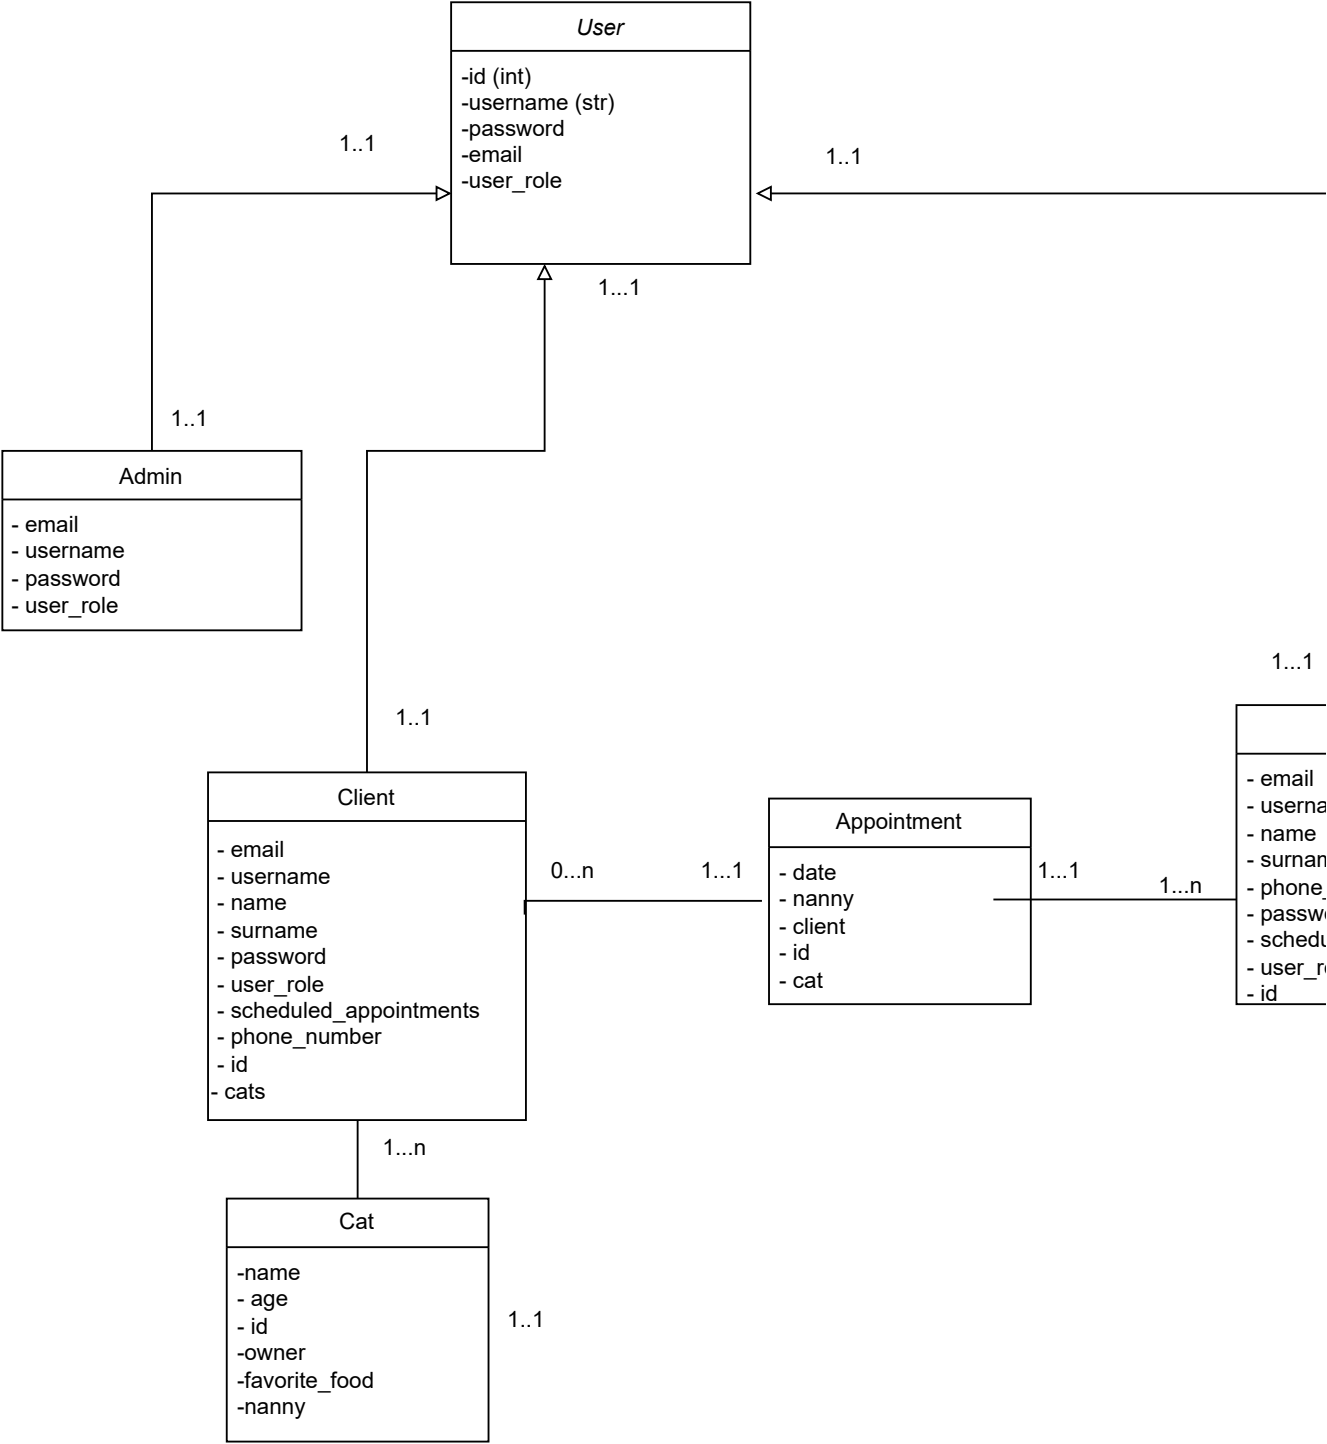 User
-id (int)
-username (str)
-password
-email
-user_role
1..1
1..1
1...1
1..1
Admin
- email
- username
- password
- user_role
1..1
Client
- email
- username
- name
- surname
- password
- user_role
- scheduled_appointments
- phone_number
- id
- cats
0...n
1...1
Appointment
- date
- nanny
- client
- id
- cat
1...1
1...n
1...1
- email
- name
- id
1...n
Cat
-name
- age
- id
-owner
-favorite_food
-nanny
1..1